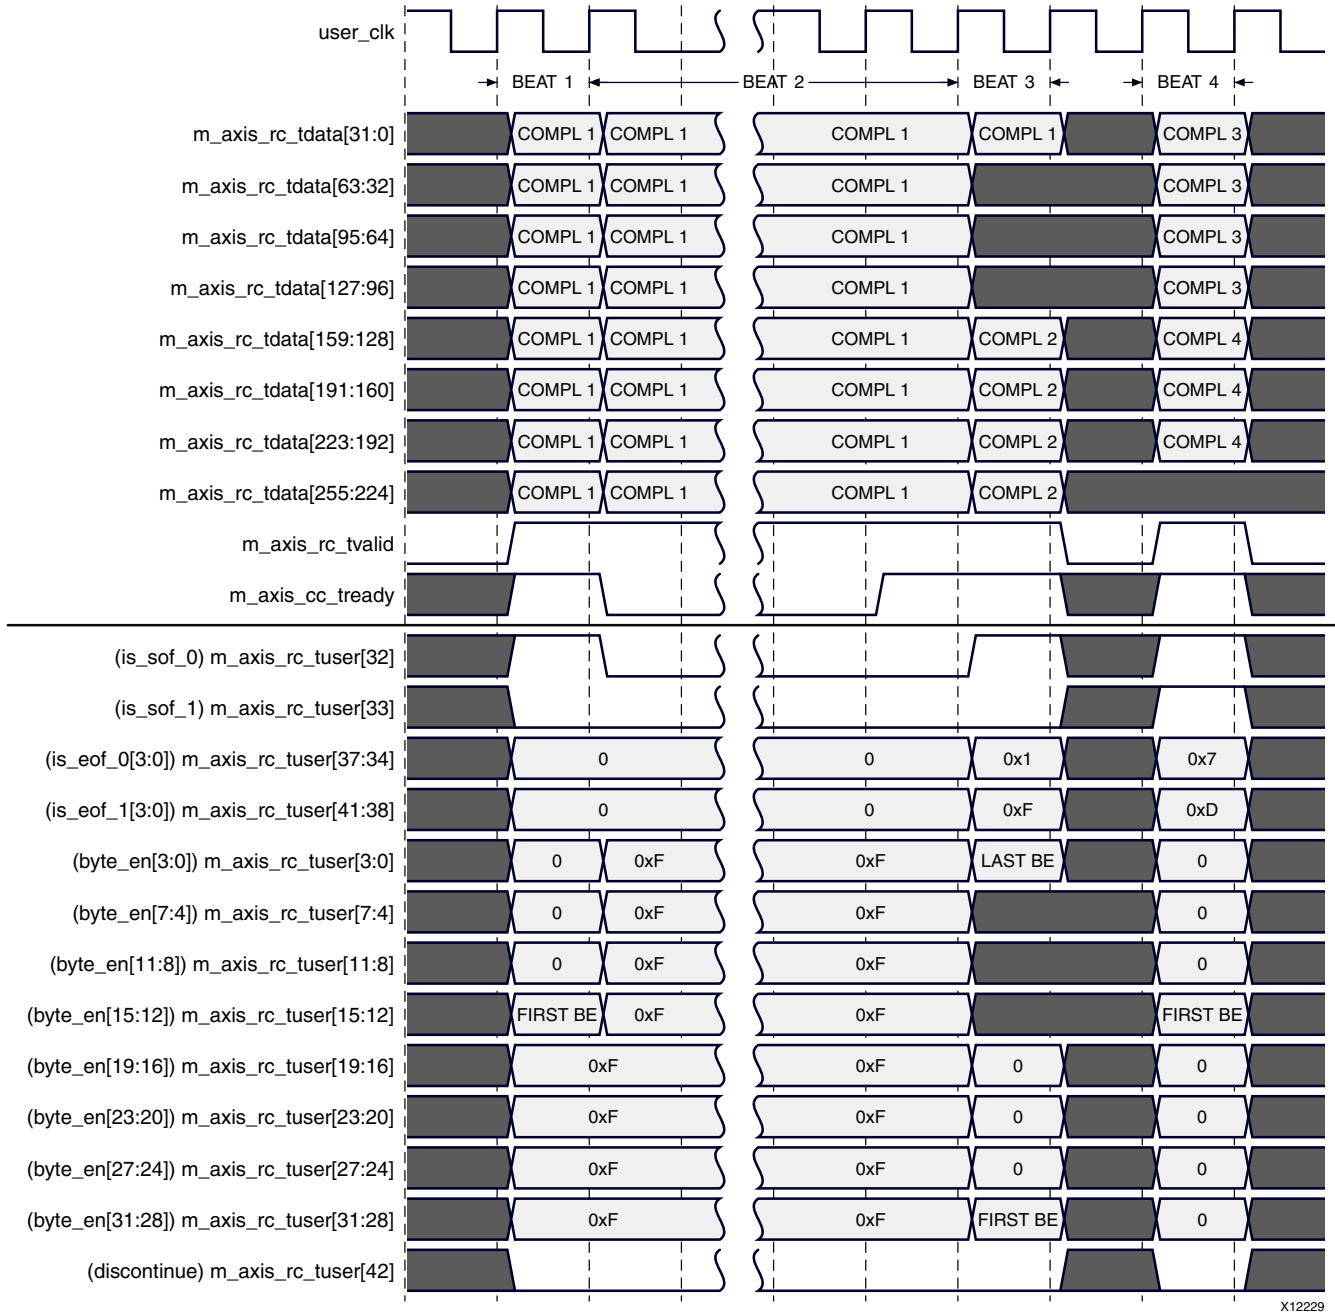 user_clk
BEAT 1 BEAT 2 BEAT 3 BEAT 4
m_axis_rc_tdata[31:0] COMPL 1 COMPL 1 COMPL 1 COMPL 1 COMPL 3
m_axis_rc_tdata[63:32] COMPL 1 COMPL 1 COMPL 1 COMPL 3
m_axis_rc_tdata[95:64] COMPL 1 COMPL 1 COMPL 1 COMPL 3
m_axis_rc_tdata[127:96] COMPL 1 COMPL 1 COMPL 1 COMPL 3
m_axis_rc_tdata[159:128] COMPL 1 COMPL 1 COMPL 1 COMPL 2 COMPL 4
m_axis_rc_tdata[191:160] COMPL 1 COMPL 1 COMPL 1 COMPL 2 COMPL 4
m_axis_rc_tdata[223:192] COMPL 1 COMPL 1 COMPL 1 COMPL 2 COMPL 4
m_axis_rc_tdata[255:224] COMPL 1 COMPL 1 COMPL 1 COMPL 2
m_axis_rc_tvalid
m_axis_cc_tready
(is_sof_0) m_axis_rc_tuser[32]
(is_sof_1) m_axis_rc_tuser[33]
(is_eof_0[3:0]) m_axis_rc_tuser[37:34] 0 0 0x1 0x7
(is_eof_1[3:0]) m_axis_rc_tuser[41:38] 0 0 0xF 0xD
(byte_en[3:0]) m_axis_rc_tuser[3:0] 0 0xF 0xF LAST BE 0
(byte_en[7:4]) m_axis_rc_tuser[7:4] 0 0xF 0xF 0
(byte_en[11:8]) m_axis_rc_tuser[11:8] 0 0xF 0xF 0
(byte_en[15:12]) m_axis_rc_tuser[15:12] FIRST BE 0xF 0xF FIRST BE
(byte_en[19:16]) m_axis_rc_tuser[19:16] 0xF 0xF 0 0
(byte_en[23:20]) m_axis_rc_tuser[23:20] 0xF 0xF 0 0
(byte_en[27:24]) m_axis_rc_tuser[27:24] 0xF 0xF 0 0
(byte_en[31:28]) m_axis_rc_tuser[31:28] 0xF 0xF FIRST BE 0
(discontinue) m_axis_rc_tuser[42]
X12229